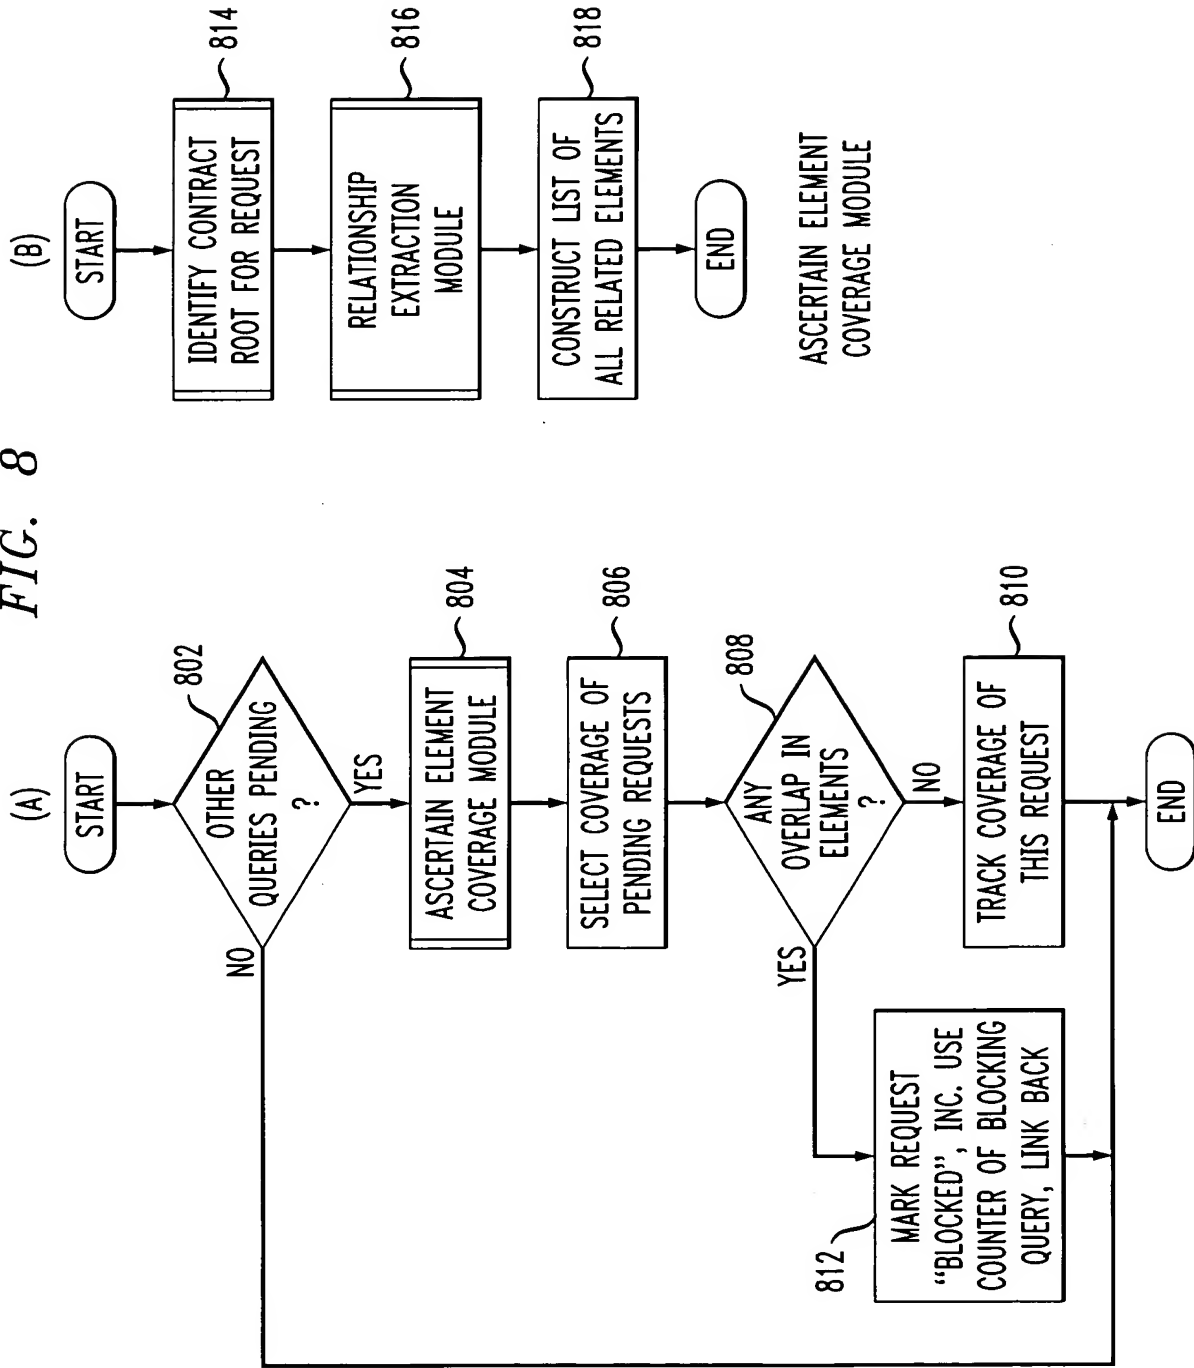 FIG. 8
(A)
START
802
OTHER
QUERIES PENDING
?
NO
YES
804
ASCERTAIN ELEMENT
COVERAGE MODULE
806
SELECT COVERAGE OF
PENDING REQUESTS
808
ANY
OVERLAP IN
ELEMENTS
?
YES
NO
812
MARK REQUEST
“BLOCKED”, INC. USE
COUNTER OF BLOCKING
QUERY, LINK BACK
810
TRACK COVERAGE OF
THIS REQUEST
END
(B)
START
814
IDENTIFY CONTRACT
ROOT FOR REQUEST
816
RELATIONSHIP
EXTRACTION
MODULE
818
CONSTRUCT LIST OF
ALL RELATED ELEMENTS
END
ASCERTAIN ELEMENT
COVERAGE MODULE